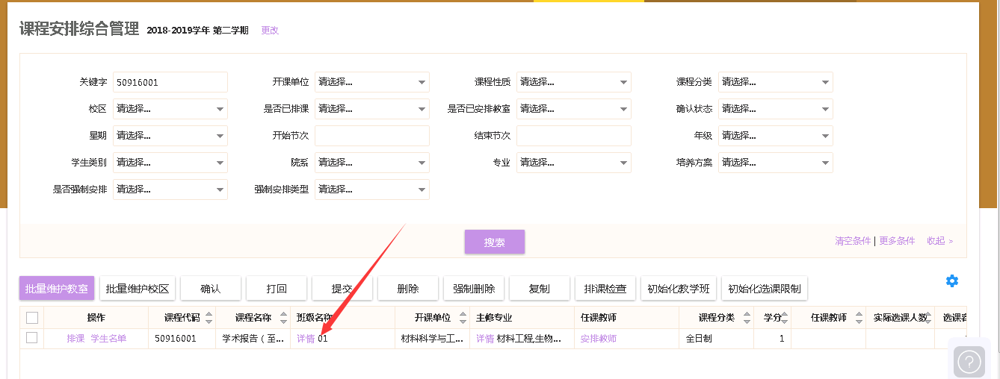 课程安排综合管理 2018-2019学年 第二学期 更改
关键字 50916001 开课单位 请选择... 课程性质 请选择... 课程分类 请选择...
校区 请选择... 是否已排课 请选择... 是否已安排教室 请选择... 确认状态 请选择...
星期 请选择... 开始节次 结束节次 年级 请选择...
学生类别 请选择... 院系 请选择... 专业 请选择... 培养方案 请选择...
是否强制安排 请选择... 强制安排类型 请选择...
搜索 清空条件 | 更多条件 收起 >
批量维护教室 批量维护校区 确认 打回 提交 删除 强制删除 复制 排课检查 初始化教学班 初始化选课限制
操作 课程代码 课程名称 班级名称 开课单位 主修专业 任课教师 课程分类 学分 任课教师 实际选课人数 选课容
排课 学生名单 50916001 学术报告（至... 详情 01 材料科学与工... 详情 材料工程,生物... 安排教师 全日制 1